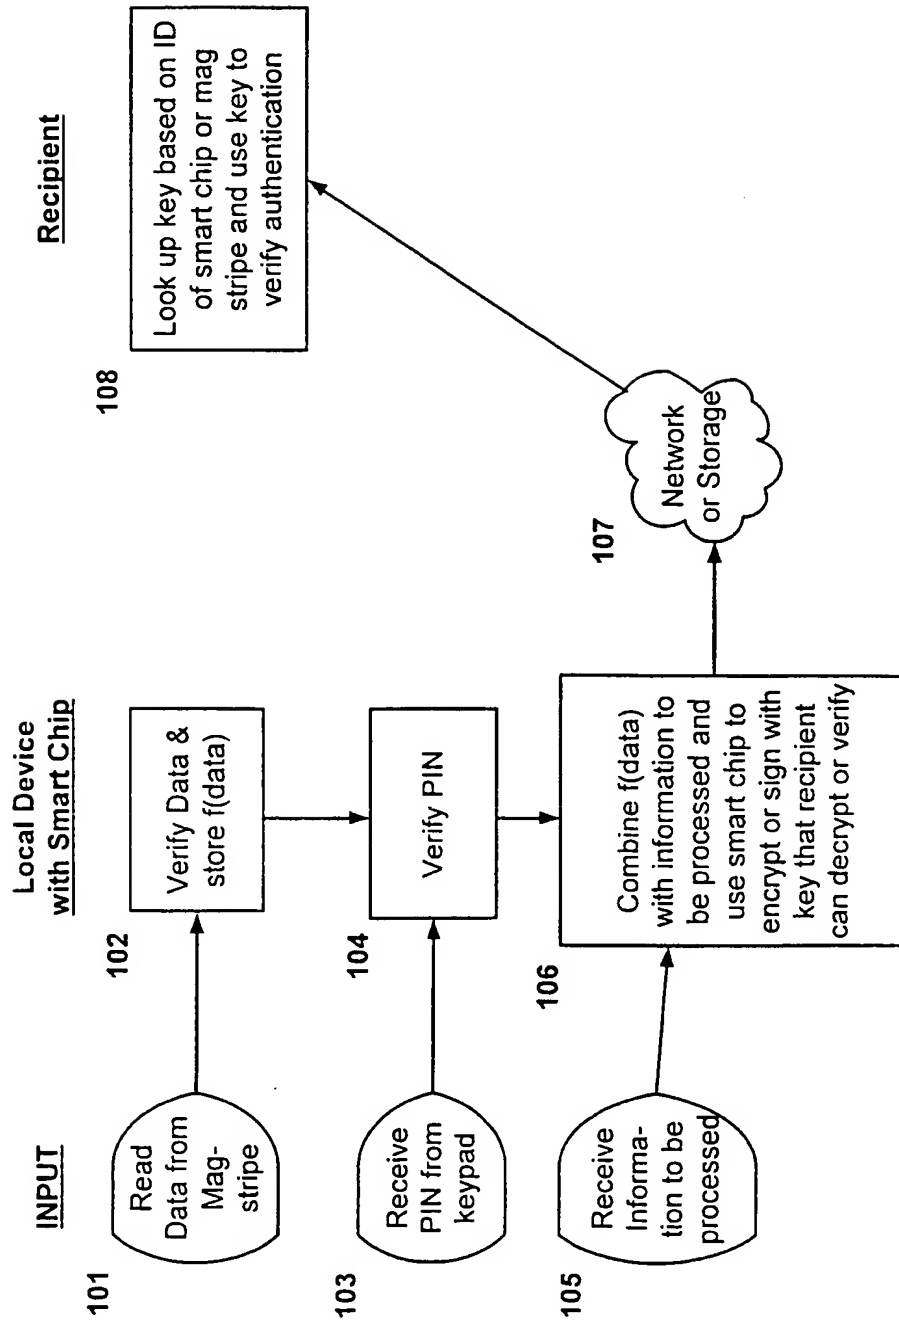 INPUT
Local Device
with Smart Chip
Recipient
101
Read
Data from
Mag-
stripe
102
Verify Data &
store f(data)
103
Receive
PIN from
keypad
104
Verify PIN
105
Receive
Informa-
tion to be
processed
106
Combine f(data)
with information to
be processed and
use smart chip to
encrypt or sign with
key that recipient
can decrypt or verify
107
Network
or Storage
108
Look up key based on ID
of smart chip or mag
stripe and use key to
verify authentication